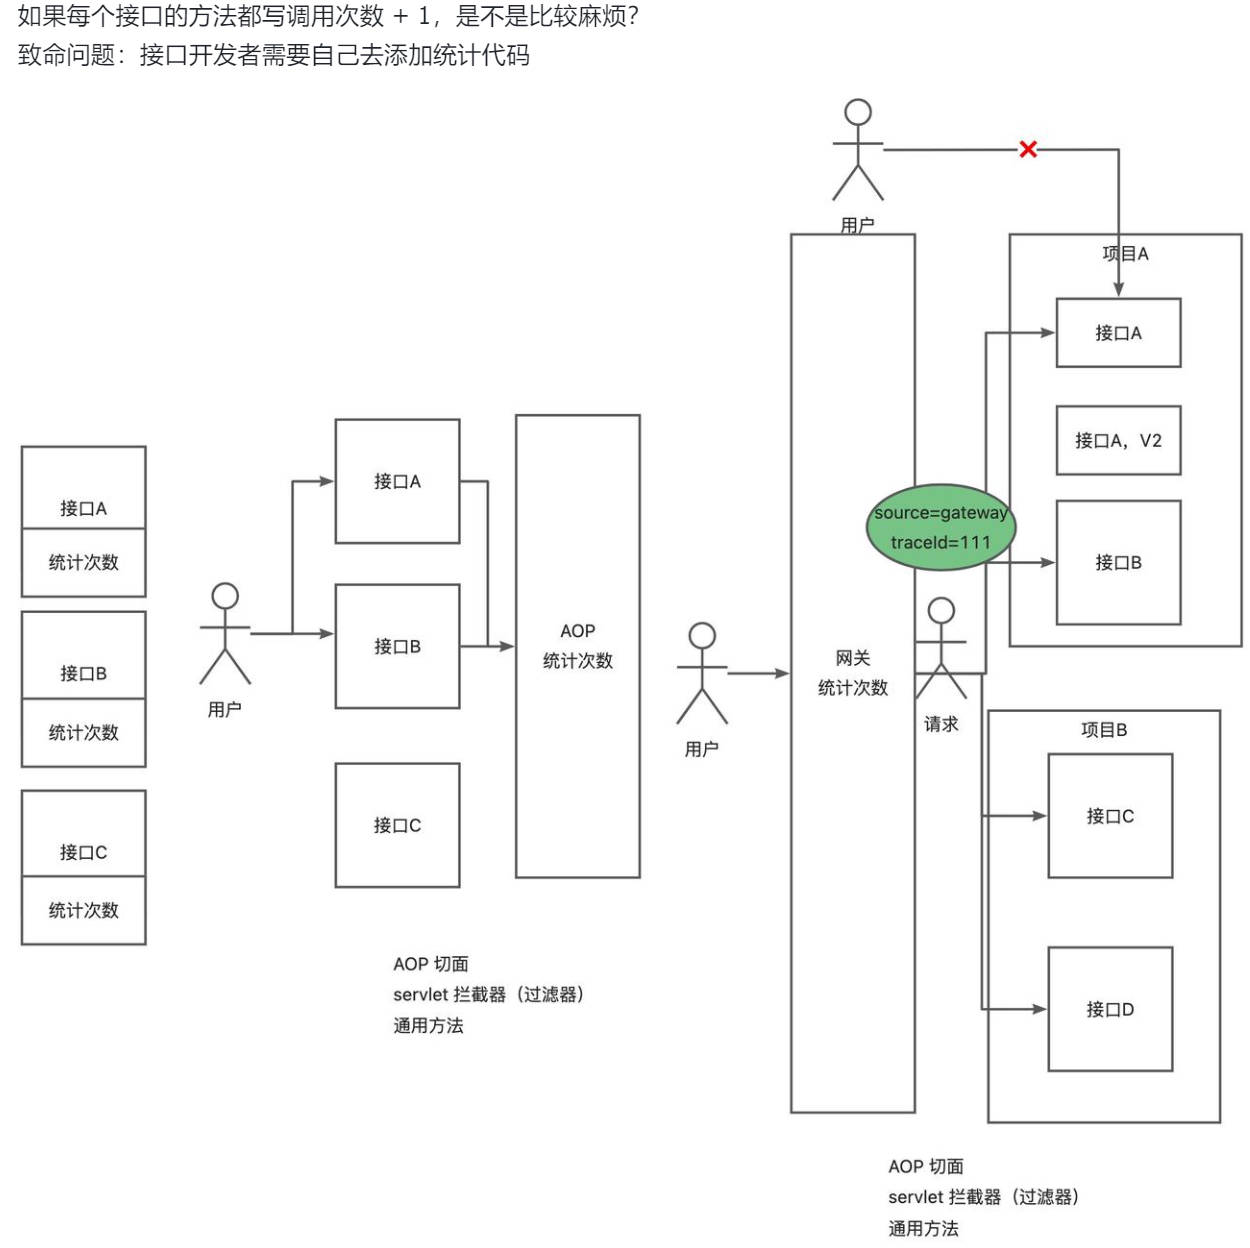 如果每个接口的方法都写调用次数 + 1，是不是比较麻烦？
致命问题：接口开发者需要自己去添加统计代码
接口A
统计次数
接口B
统计次数
接口C
统计次数
用户
接口A
接口B
接口C
AOP
统计次数
AOP 切面
servlet 拦截器（过滤器）
通用方法
用户
用户
网关
统计次数
source=gateway
traceId=111
请求
项目A
接口A
接口A，V2
接口B
项目B
接口C
接口D
AOP 切面
servlet 拦截器（过滤器）
通用方法